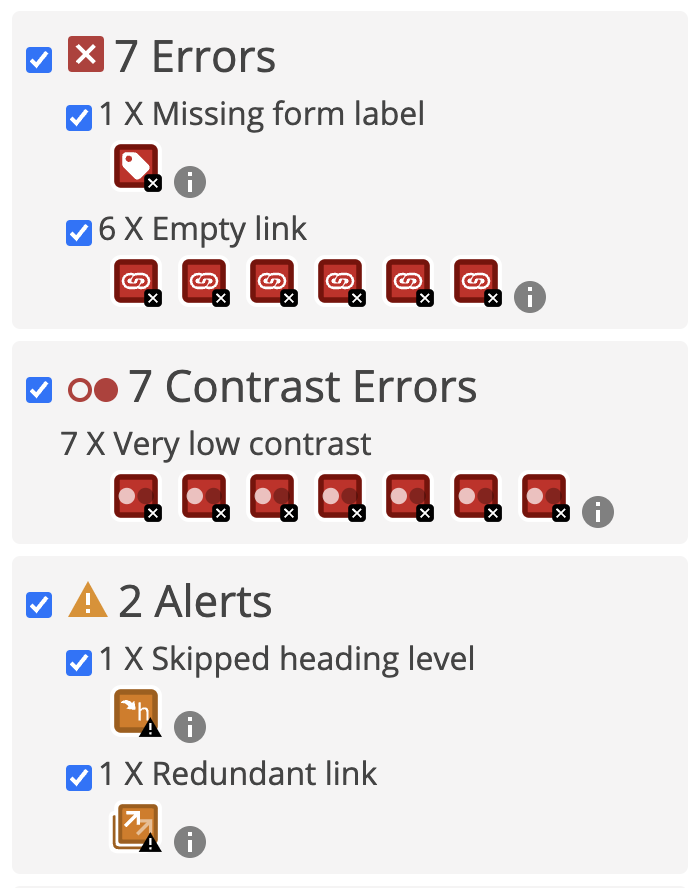 7 Errors
1 X Missing form label
6 X Empty link
7 Contrast Errors
7 X Very low contrast
2 Alerts
1 X Skipped heading level
h
1 X Redundant link